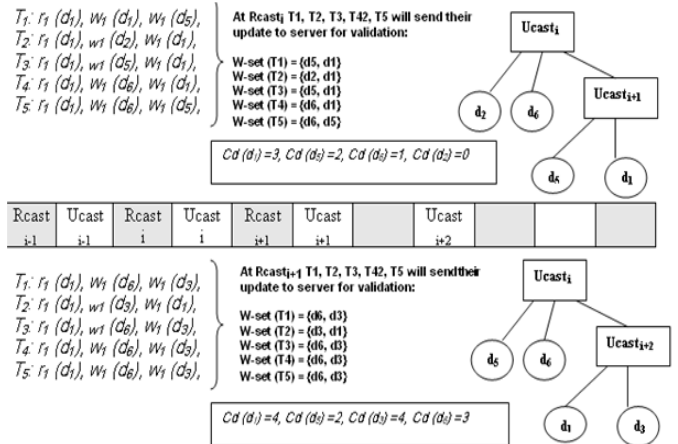 T₁: r₁ (d₁), w₁ (d₁), w₁ (d₅),
T₂: r₁ (d₁), w1 (d₂), w₁ (d₁),
T₃: r₁ (d₁), w1 (d₅), w₁ (d₁),
T₄: r₁ (d₁), w₁ (d₆), w₁ (d₁),
T₅: r₁ (d₁), w₁ (d₆), w₁ (d₅),
At Rcastᵢ T1, T2, T3, T42, T5 will send their
update to server for validation:
W-set (T1) = {d5, d1}
W-set (T2) = {d2, d1}
W-set (T3) = {d5, d1}
W-set (T4) = {d6, d1}
W-set (T5) = {d6, d5}
Cd (d₁) =3, Cd (d₅) =2, Cd (d₆) =1, Cd (d₂) =0
Ucastᵢ
d₂ d₆
Ucastᵢ₊₁
d₅ d₁
Rcast Ucast Rcast Ucast Rcast Ucast Ucast
i-1 i-1 i i i+1 i+1 i+2
T₁: r₁ (d₁), w₁ (d₆), w₁ (d₃),
T₂: r₁ (d₁), w1 (d₃), w₁ (d₁),
T₃: r₁ (d₁), w1 (d₆), w₁ (d₃),
T₄: r₁ (d₁), w₁ (d₆), w₁ (d₃),
T₅: r₁ (d₁), w₁ (d₆), w₁ (d₃),
At Rcastᵢ₊₁ T1, T2, T3, T42, T5 will sendtheir
update to server for validation:
W-set (T1) = {d6, d3}
W-set (T2) = {d3, d1}
W-set (T3) = {d6, d3}
W-set (T4) = {d6, d3}
W-set (T5) = {d6, d3}
Cd (d₁) =4, Cd (d₅) =2, Cd (d₃) =4, Cd (d₆) =3
Ucastᵢ
d₅ d₆
Ucastᵢ₊₂
d₁ d₃